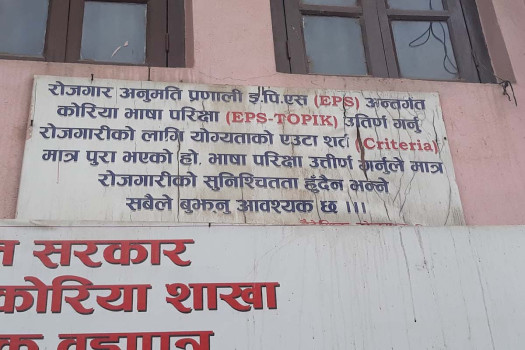 रोजगार अनुमति प्रणाली ई.पि.एस (EPS) अन्तर्गत
कोरिया भाषा परिक्षा (EPS-TOPIK) उतिर्ण गर्नु
रोजगारीको लागि योग्यताको एउटा शर्त (Criteria)
मात्र पुरा भएको हो. भाषा परिक्षा उत्तीर्ण गर्नुले मात्र
रोजगारीको सुनिश्चितता हुँदैन भन्ने
सबैले बुझ्नु आवश्यक छ ।।।
सरकार
कोरिया शाखा